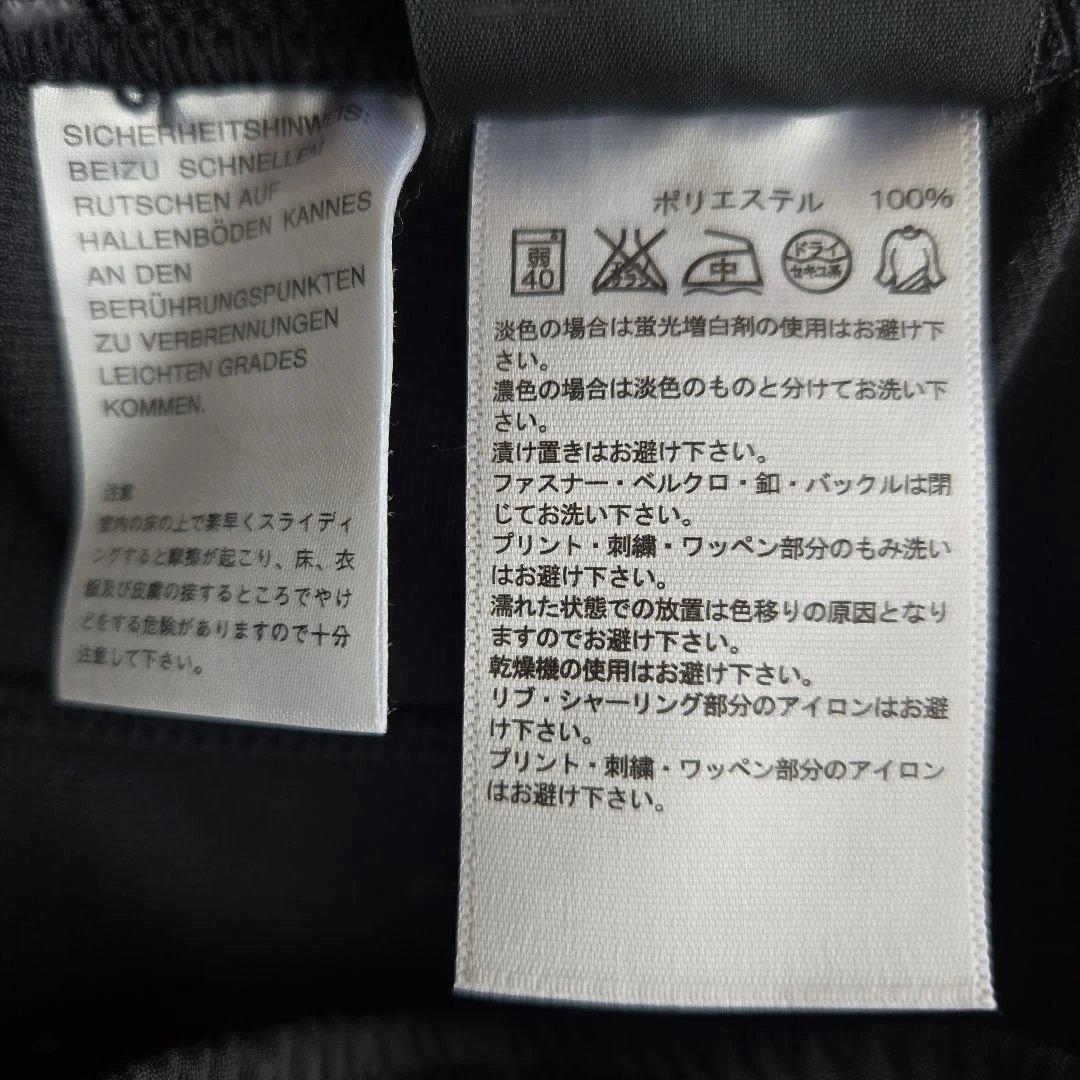 SICHERHEITSHINWEIS:
BEIZU SCHNELLEM
RUTSCHEN AUF
HALLENBÖDEN KANNES
AN DEN
BERÜHRUNGSPUNKTEN
ZU VERBRENNUNGEN
LEICHTEN GRADES
KOMMEN.
注意
室内の床の上で素早くスライディ
ングすると摩擦が起こり、床、衣
服及び皮膚の接するところでやけ
どをする危険がありますので十分
注意して下さい。
ポリエステル 100%
弱
40
エンソ
サラシ
中
ドライ
セキユ系
淡色の場合は蛍光増白剤の使用はお避け下
さい。
濃色の場合は淡色のものと分けてお洗い下
さい。
漬け置きはお避け下さい。
ファスナー・ベルクロ・釦・バックルは閉
じてお洗い下さい。
プリント・刺繍・ワッペン部分のもみ洗い
はお避け下さい。
濡れた状態での放置は色移りの原因となり
ますのでお避け下さい。
乾燥機の使用はお避け下さい。
リブ・シャーリング部分のアイロンはお避
け下さい。
プリント・刺繍・ワッペン部分のアイロン
はお避け下さい。